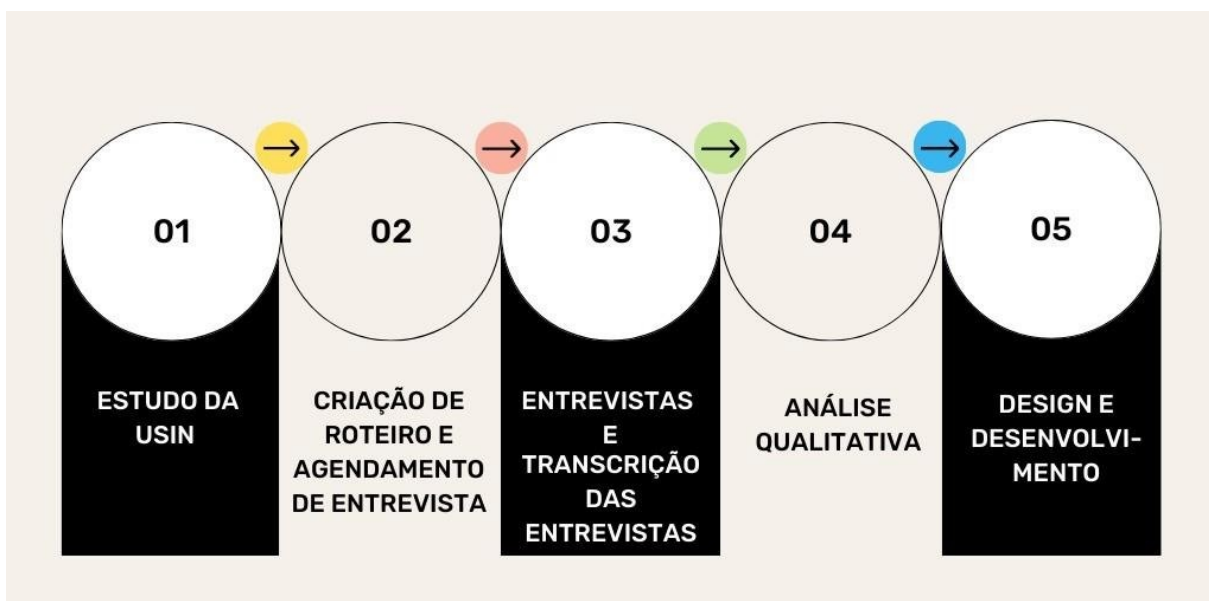 01
02
03
04
05
ESTUDO DA
USIN
CRIAÇÃO DE
ROTEIRO E
AGENDAMENTO
DE ENTREVISTA
ENTREVISTAS
E
TRANSCRIÇÃO
DAS
ENTREVISTAS
ANÁLISE
QUALITATIVA
DESIGN E
DESENVOLVI-
MENTO